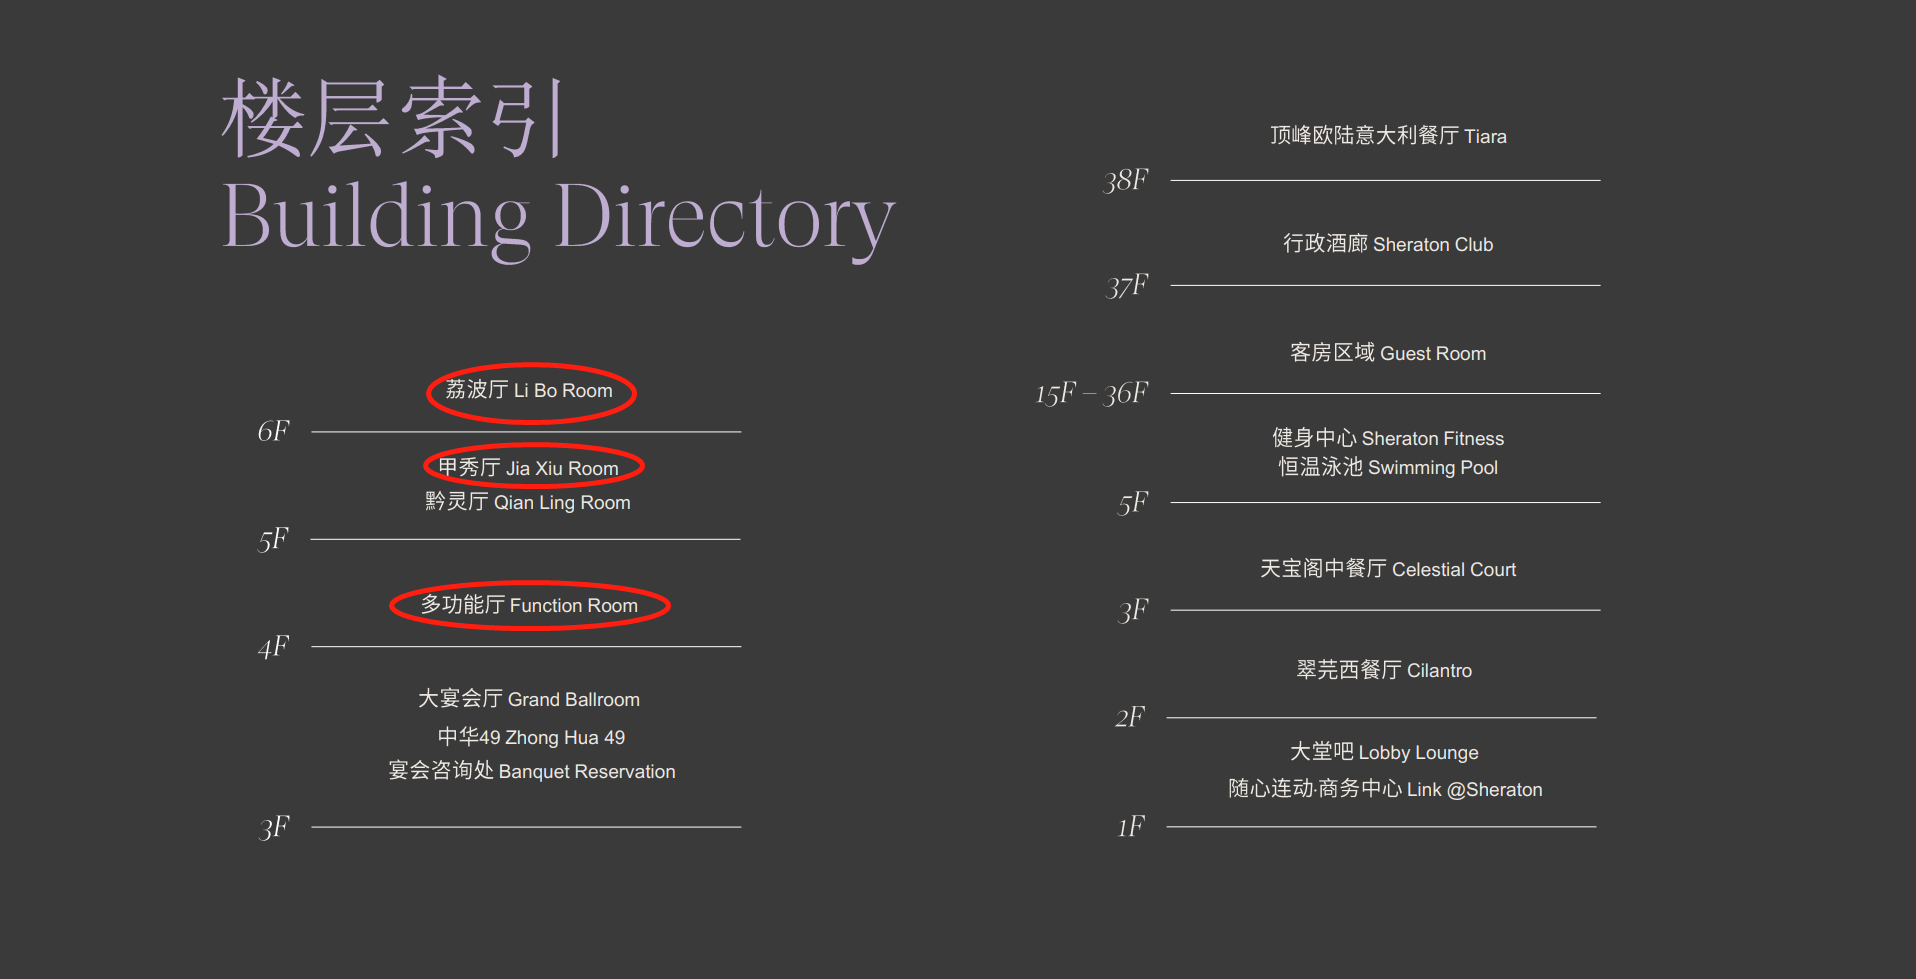 楼层索引
Building Directory
荔波厅 Li Bo Room
6F
甲秀厅 Jia Xiu Room
黔灵厅 Qian Ling Room
5F
多功能厅 Function Room
4F
大宴会厅 Grand Ballroom
中华49 Zhong Hua 49
宴会咨询处 Banquet Reservation
3F
顶峰欧陆意大利餐厅 Tiara
38F
行政酒廊 Sheraton Club
37F
客房区域 Guest Room
15F – 36F
健身中心 Sheraton Fitness
恒温泳池 Swimming Pool
5F
天宝阁中餐厅 Celestial Court
3F
翠芫西餐厅 Cilantro
2F
大堂吧 Lobby Lounge
随心连动·商务中心 Link @Sheraton
1F